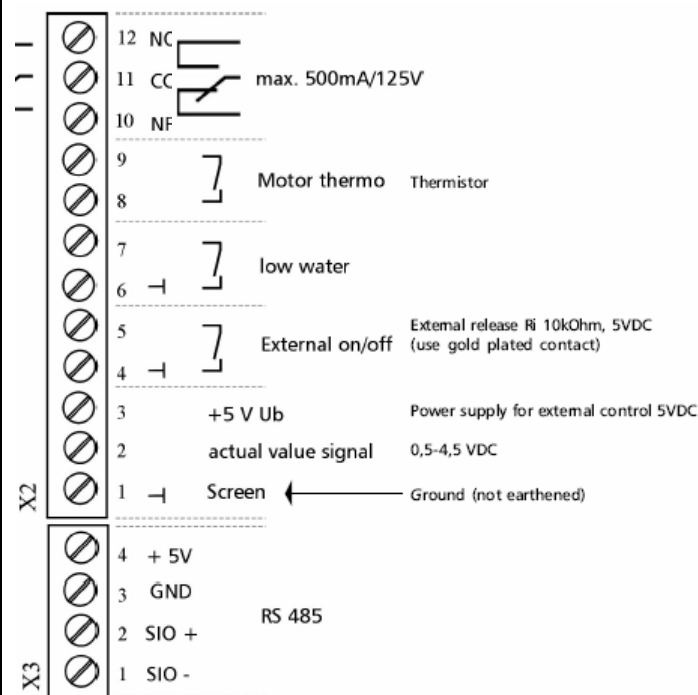 12 NC
11 CC max. 500mA/125V
10 NF
9
Motor thermo Thermistor
8
7
low water
6
5
External on/off External release Ri 10kOhm, 5VDC
(use gold plated contact)
4
3 +5 V Ub Power supply for external control 5VDC
2 actual value signal 0,5-4,5 VDC
1 Screen Ground (not earthened)
X2
4 + 5V
3 GND
RS 485
2 SIO +
1 SIO -
X3